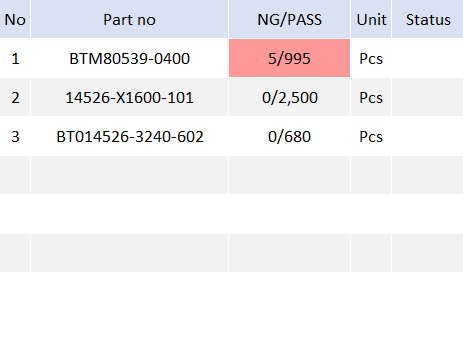 No Part no NG/PASS Unit Status
1 BTM80539-0400 5/995 Pcs
2 14526-X1600-101 0/2,500 Pcs
3 BT014526-3240-602 0/680 Pcs